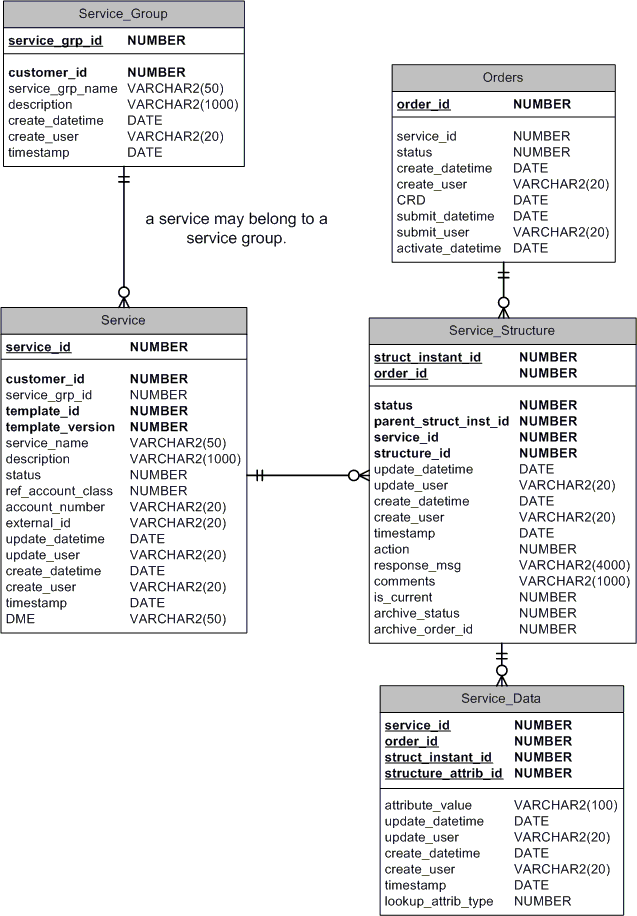 Service_Group
service_grp_id NUMBER
customer_id NUMBER
service_grp_name VARCHAR2(50)
description VARCHAR2(1000)
create_datetime DATE
create_user VARCHAR2(20)
timestamp DATE
a service may belong to a
service group.
Orders
order_id NUMBER
service_id NUMBER
status NUMBER
create_datetime DATE
create_user VARCHAR2(20)
CRD DATE
submit_datetime DATE
submit_user VARCHAR2(20)
activate_datetime DATE
Service
service_id NUMBER
customer_id NUMBER
service_grp_id NUMBER
template_id NUMBER
template_version NUMBER
service_name VARCHAR2(50)
description VARCHAR2(1000)
status NUMBER
ref_account_class NUMBER
account_number VARCHAR2(20)
external_id VARCHAR2(20)
update_datetime DATE
update_user VARCHAR2(20)
create_datetime DATE
create_user VARCHAR2(20)
timestamp DATE
DME VARCHAR2(50)
Service_Structure
struct_instant_id NUMBER
order_id NUMBER
status NUMBER
parent_struct_inst_id NUMBER
service_id NUMBER
structure_id NUMBER
update_datetime DATE
update_user VARCHAR2(20)
create_datetime DATE
create_user VARCHAR2(20)
timestamp DATE
action NUMBER
response_msg VARCHAR2(4000)
comments VARCHAR2(1000)
is_current NUMBER
archive_status NUMBER
archive_order_id NUMBER
Service_Data
service_id NUMBER
order_id NUMBER
struct_instant_id NUMBER
structure_attrib_id NUMBER
attribute_value VARCHAR2(100)
update_datetime DATE
update_user VARCHAR2(20)
create_datetime DATE
create_user VARCHAR2(20)
timestamp DATE
lookup_attrib_type NUMBER